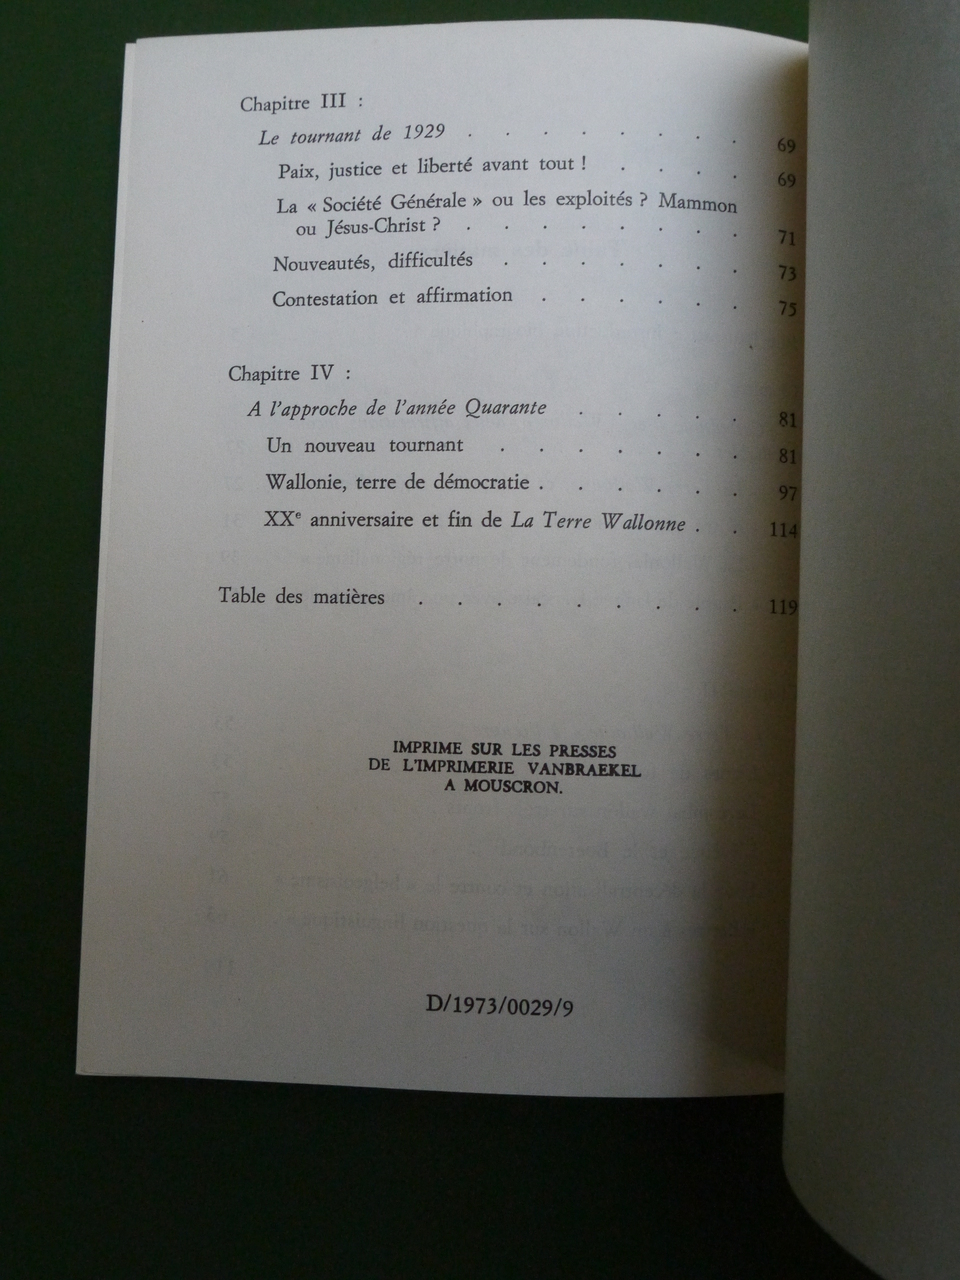 Chapitre III :
Le tournant de 1929 . . . . . . . . 69
Paix, justice et liberté avant tout ! . . . . 69
La « Société Générale » ou les exploités ? Mammon
ou Jésus-Christ ? . . . . . . . . 71
Nouveautés, difficultés . . . . . . . 73
Contestation et affirmation . . . . . . 75
Chapitre IV :
A l'approche de l'année Quarante . . . . . 81
Un nouveau tournant . . . . . . . 81
Wallonie, terre de démocratie . . . . . . 97
XXe anniversaire et fin de La Terre Wallonne . . 114
Table des matières . . . . . . . . . 119
IMPRIME SUR LES PRESSES
DE L'IMPRIMERIE VANBRAEKEL
A MOUSCRON.
D/1973/0029/9